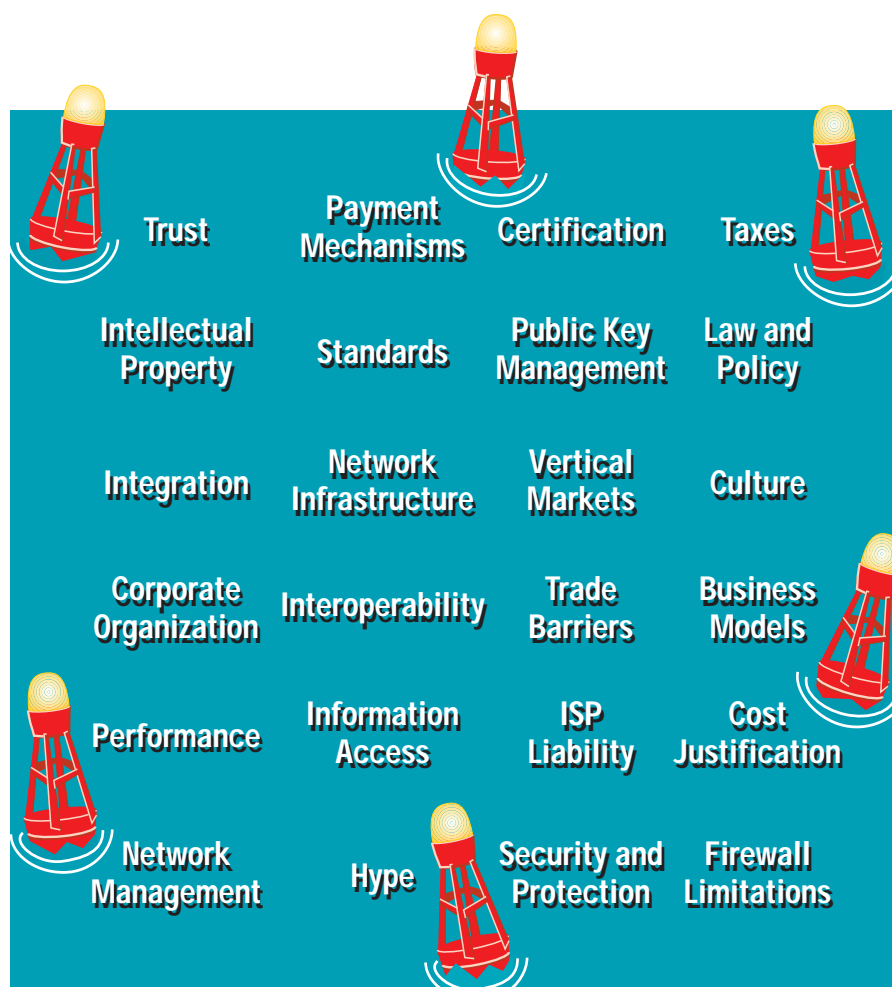 Trust
Payment
Mechanisms
Certification
Taxes
Intellectual
Property
Standards
Public Key
Management
Law and
Policy
Integration
Network
Infrastructure
Vertical
Markets
Culture
Corporate
Organization
Interoperability
Trade
Barriers
Business
Models
Performance
Information
Access
ISP
Liability
Cost
Justification
Network
Management
Hype
Security and
Protection
Firewall
Limitations